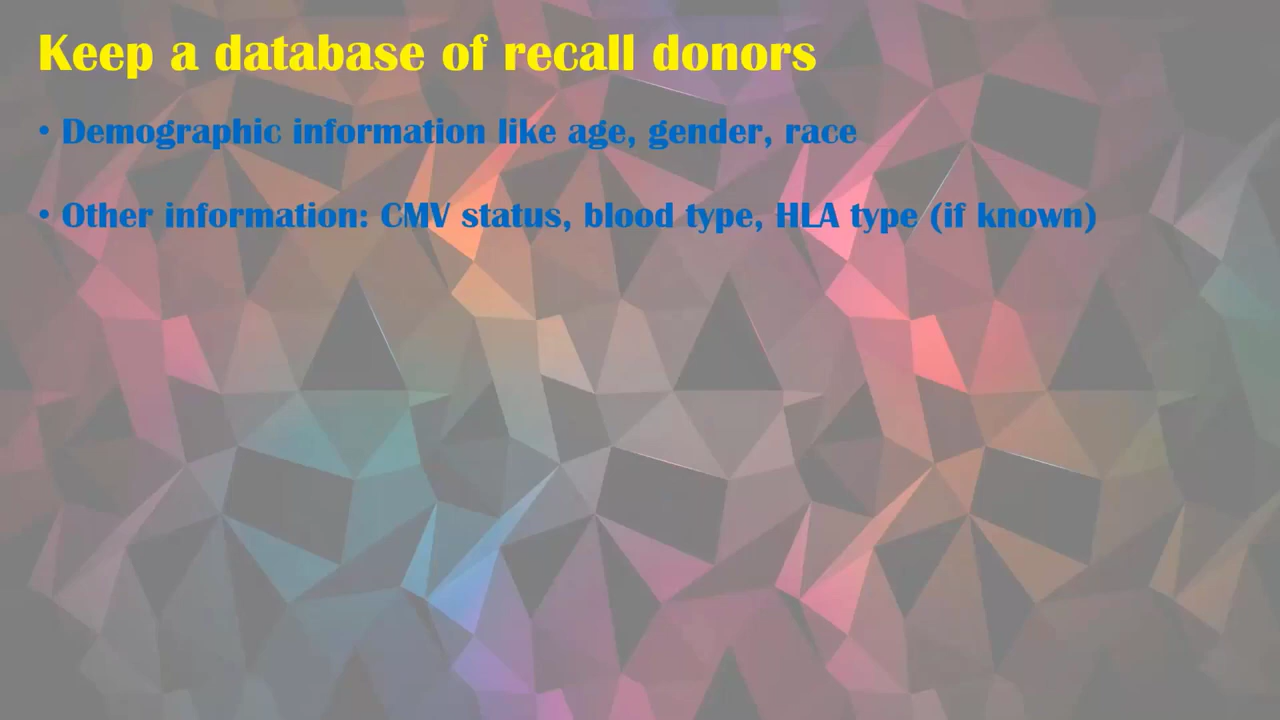 Keep a database of recall donors
• Demographic information like age, gender, race
• Other information: CMV status, blood type, HLA type (if known)